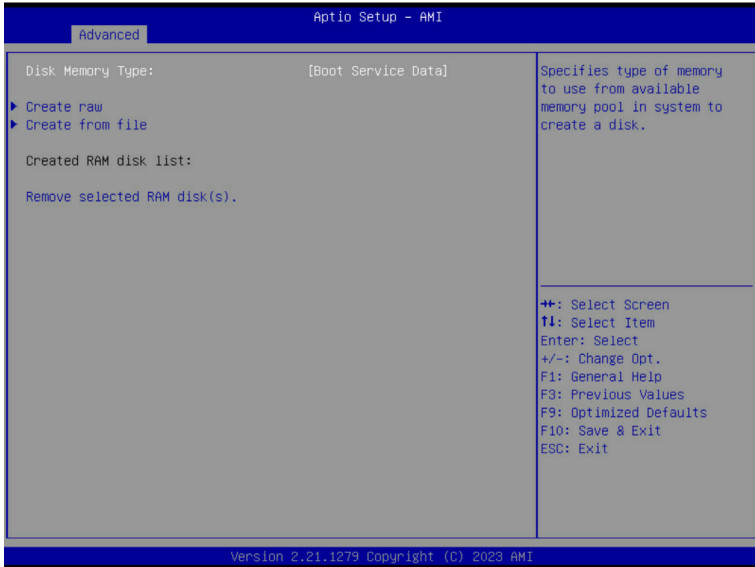 Aptio Setup – AMI
Advanced
Disk Memory Type: [Boot Service Data]
Create raw
Create from file
Created RAM disk list:
Remove selected RAM disk(s).
Specifies type of memory
to use from available
memory pool in system to
create a disk.
→←: Select Screen
↑↓: Select Item
Enter: Select
+/-: Change Opt.
F1: General Help
F3: Previous Values
F9: Optimized Defaults
F10: Save & Exit
ESC: Exit
Version 2.21.1279 Copyright (C) 2023 AMI